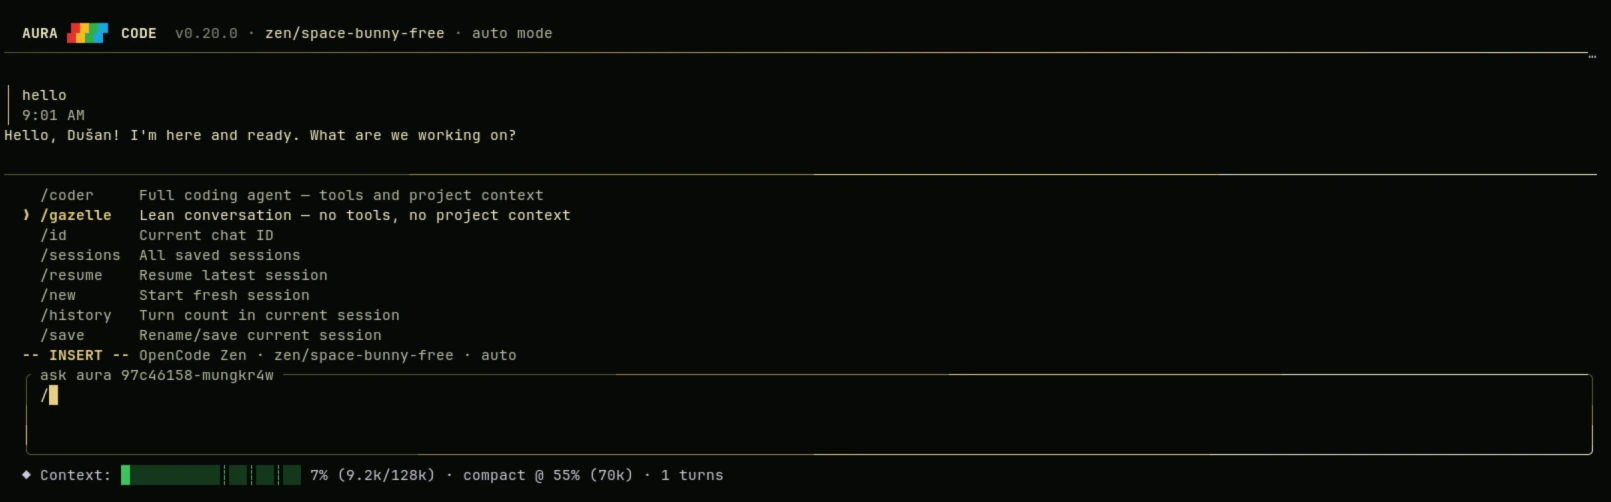 AURA CODE v0.20.0 · zen/space-bunny-free · auto mode
…
hello
9:01 AM
Hello, Dušan! I'm here and ready. What are we working on?
/coder Full coding agent — tools and project context
❯ /gazelle Lean conversation — no tools, no project context
/id Current chat ID
/sessions All saved sessions
/resume Resume latest session
/new Start fresh session
/history Turn count in current session
/save Rename/save current session
-- INSERT -- OpenCode Zen · zen/space-bunny-free · auto
ask aura 97c46158-mungkr4w
/
◆ Context: 7% (9.2k/128k) · compact @ 55% (70k) · 1 turns